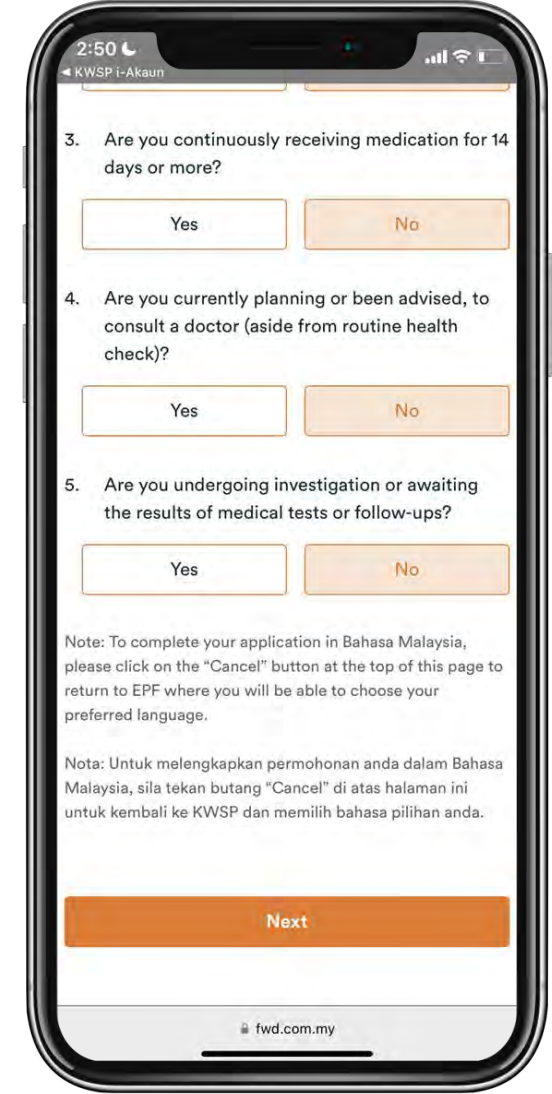 2:50
◀ KWSP i-Akaun
3. Are you continuously receiving medication for 14
days or more?
Yes No
4. Are you currently planning or been advised, to
consult a doctor (aside from routine health
check)?
Yes No
5. Are you undergoing investigation or awaiting
the results of medical tests or follow-ups?
Yes No
Note: To complete your application in Bahasa Malaysia,
please click on the “Cancel” button at the top of this page to
return to EPF where you will be able to choose your
preferred language.
Nota: Untuk melengkapkan permohonan anda dalam Bahasa
Malaysia, sila tekan butang “Cancel” di atas halaman ini
untuk kembali ke KWSP dan memilih bahasa pilihan anda.
Next
fwd.com.my